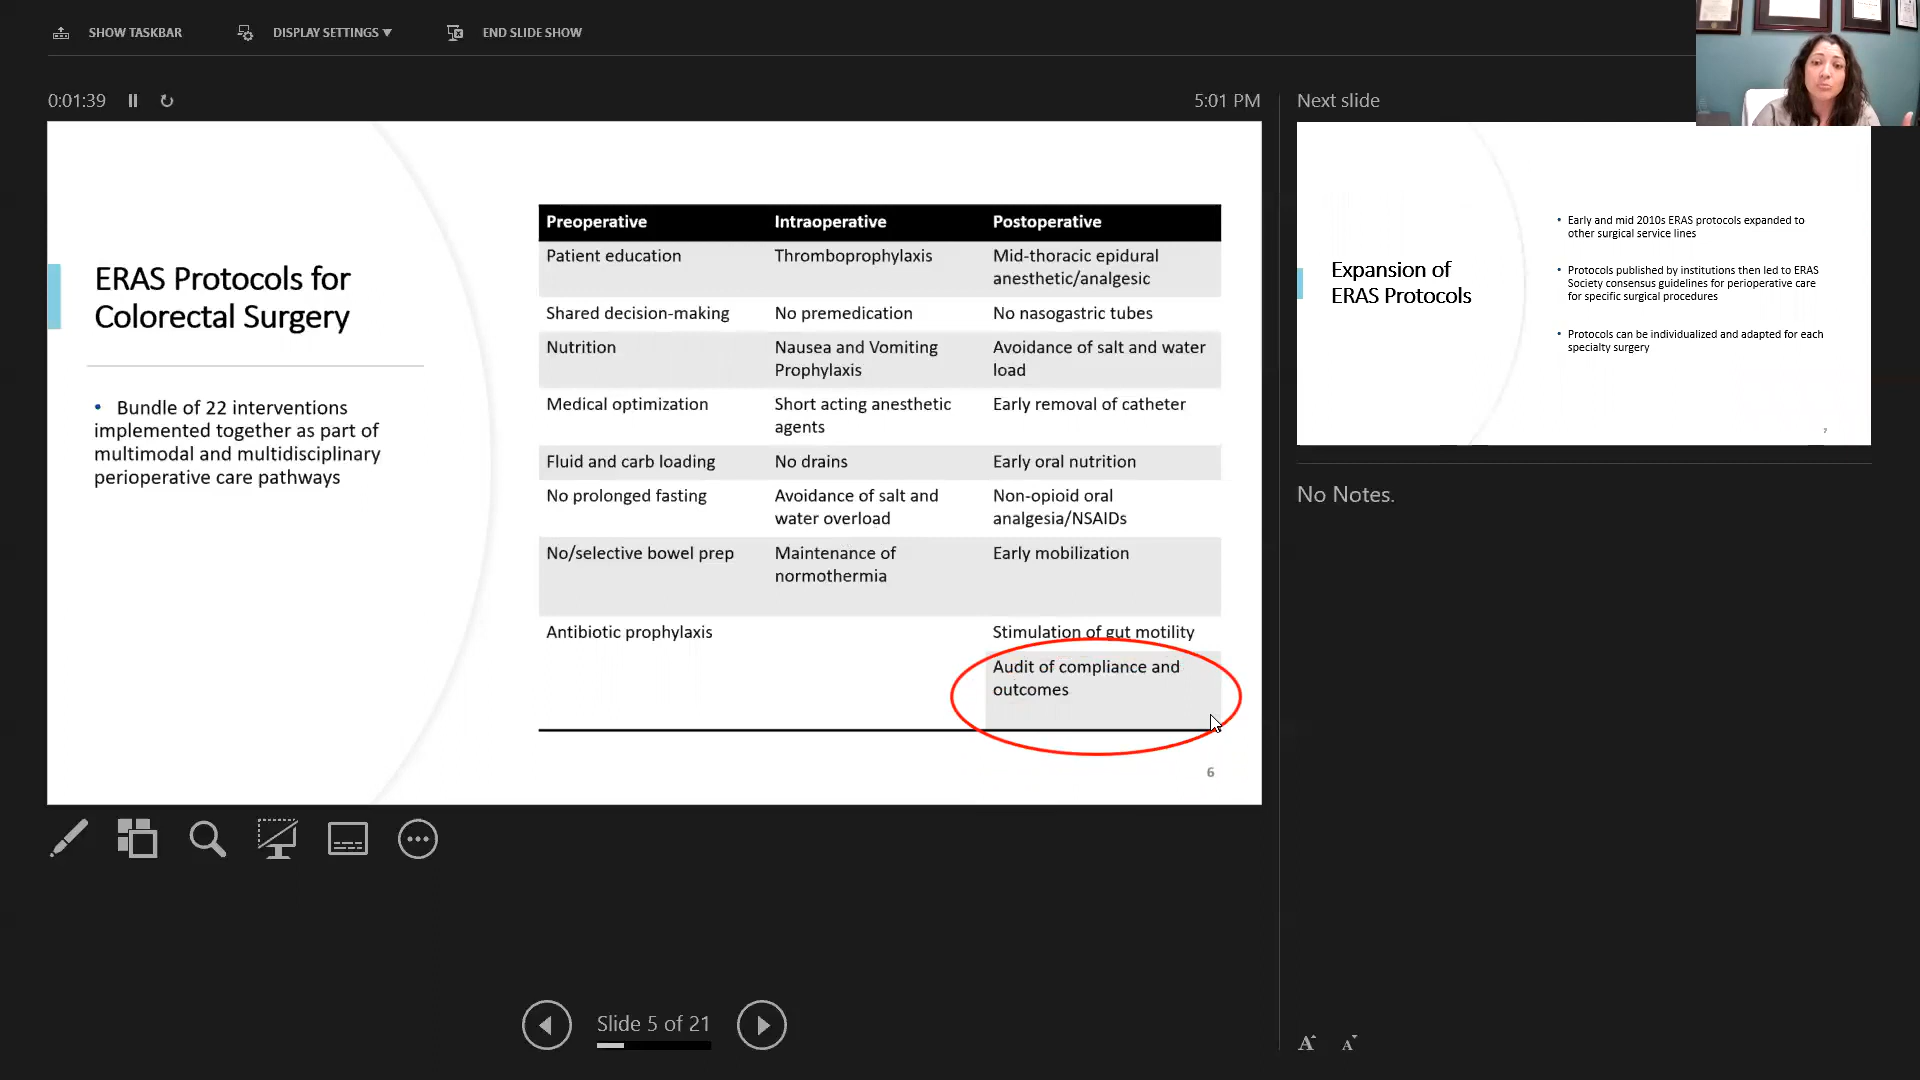 SHOW TASKBAR
DISPLAY SETTINGS ▼
END SLIDE SHOW
0:01:39
5:01 PM
Next slide
ERAS Protocols for
Colorectal Surgery
• Bundle of 22 interventions
implemented together as part of
multimodal and multidisciplinary
perioperative care pathways
Preoperative Intraoperative Postoperative
Patient education Thromboprophylaxis Mid-thoracic epidural
anesthetic/analgesic
Shared decision-making No premedication No nasogastric tubes
Nutrition Nausea and Vomiting Avoidance of salt and water
Prophylaxis load
Medical optimization Short acting anesthetic Early removal of catheter
agents
Fluid and carb loading No drains Early oral nutrition
No prolonged fasting Avoidance of salt and Non-opioid oral
water overload analgesia/NSAIDs
No/selective bowel prep Maintenance of Early mobilization
normothermia
Antibiotic prophylaxis Stimulation of gut motility
Audit of compliance and
outcomes
6
Expansion of
ERAS Protocols
• Early and mid 2010s ERAS protocols expanded to
other surgical service lines
• Protocols published by institutions then led to ERAS
Society consensus guidelines for perioperative care
for specific surgical procedures
• Protocols can be individualized and adapted for each
specialty surgery
7
No Notes.
Slide 5 of 21
A A